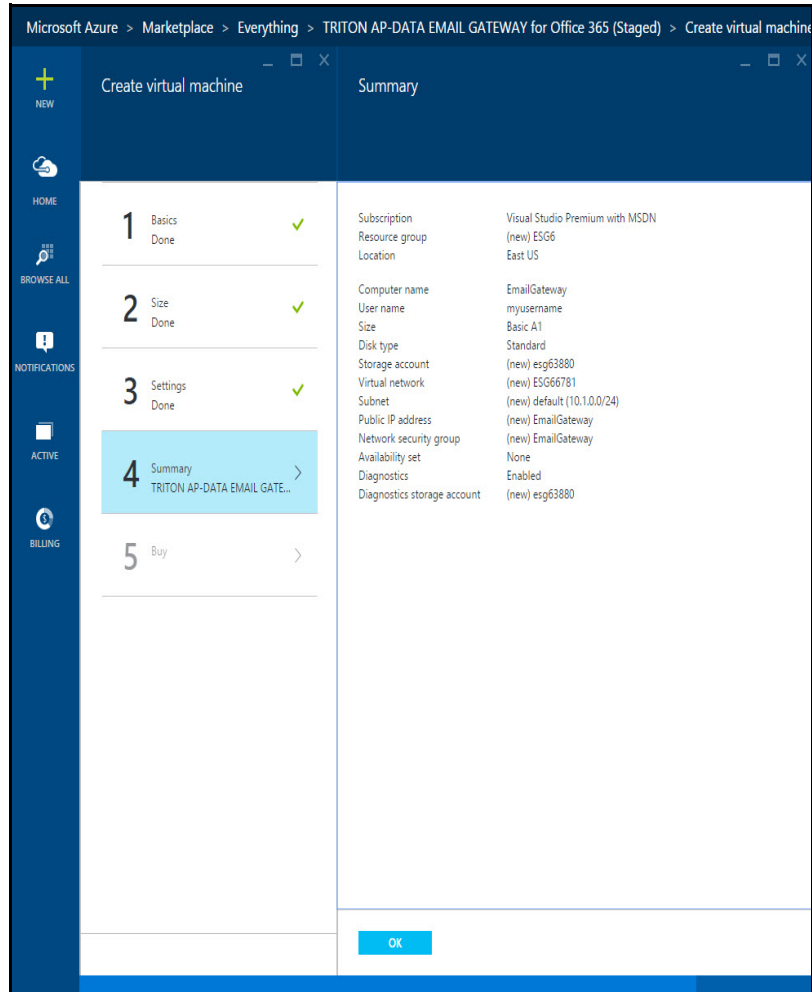 Microsoft Azure > Marketplace > Everything > TRITON AP-DATA EMAIL GATEWAY for Office 365 (Staged) > Create virtual machine
NEW
HOME
BROWSE ALL
NOTIFICATIONS
ACTIVE
BILLING
Create virtual machine
1 Basics
Done
2 Size
Done
3 Settings
Done
4 Summary
TRITON AP-DATA EMAIL GATE...
5 Buy
Summary
Subscription Visual Studio Premium with MSDN
Resource group (new) ESG6
Location East US
Computer name EmailGateway
User name myusername
Size Basic A1
Disk type Standard
Storage account (new) esg63880
Virtual network (new) ESG66781
Subnet (new) default (10.1.0.0/24)
Public IP address (new) EmailGateway
Network security group (new) EmailGateway
Availability set None
Diagnostics Enabled
Diagnostics storage account (new) esg63880
OK